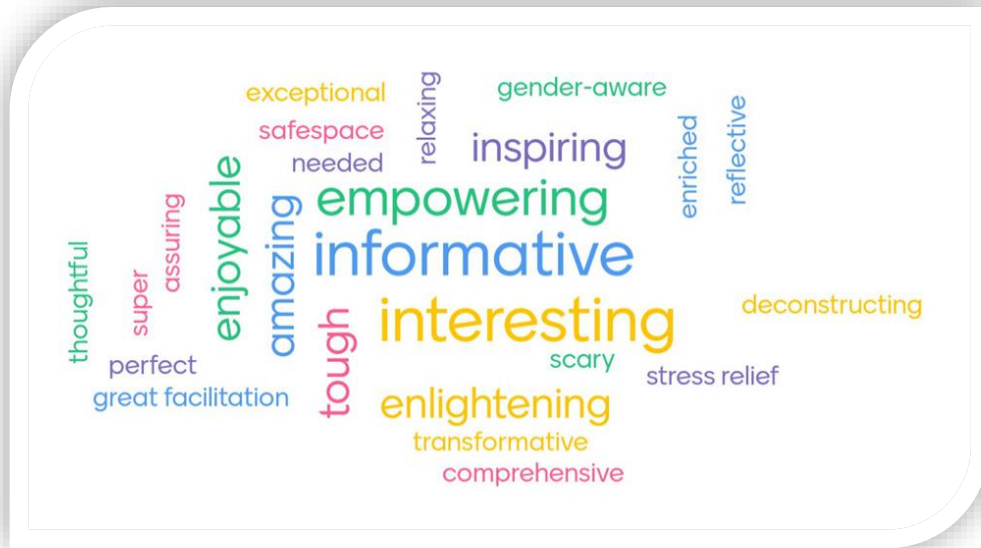 exceptional
relaxing
gender-aware
safespace
needed
inspiring
enriched
reflective
enjoyable
amazing
empowering
informative
assuring
thoughtful
super
interesting
deconstructing
tough
scary
perfect
stress relief
great facilitation
enlightening
transformative
comprehensive